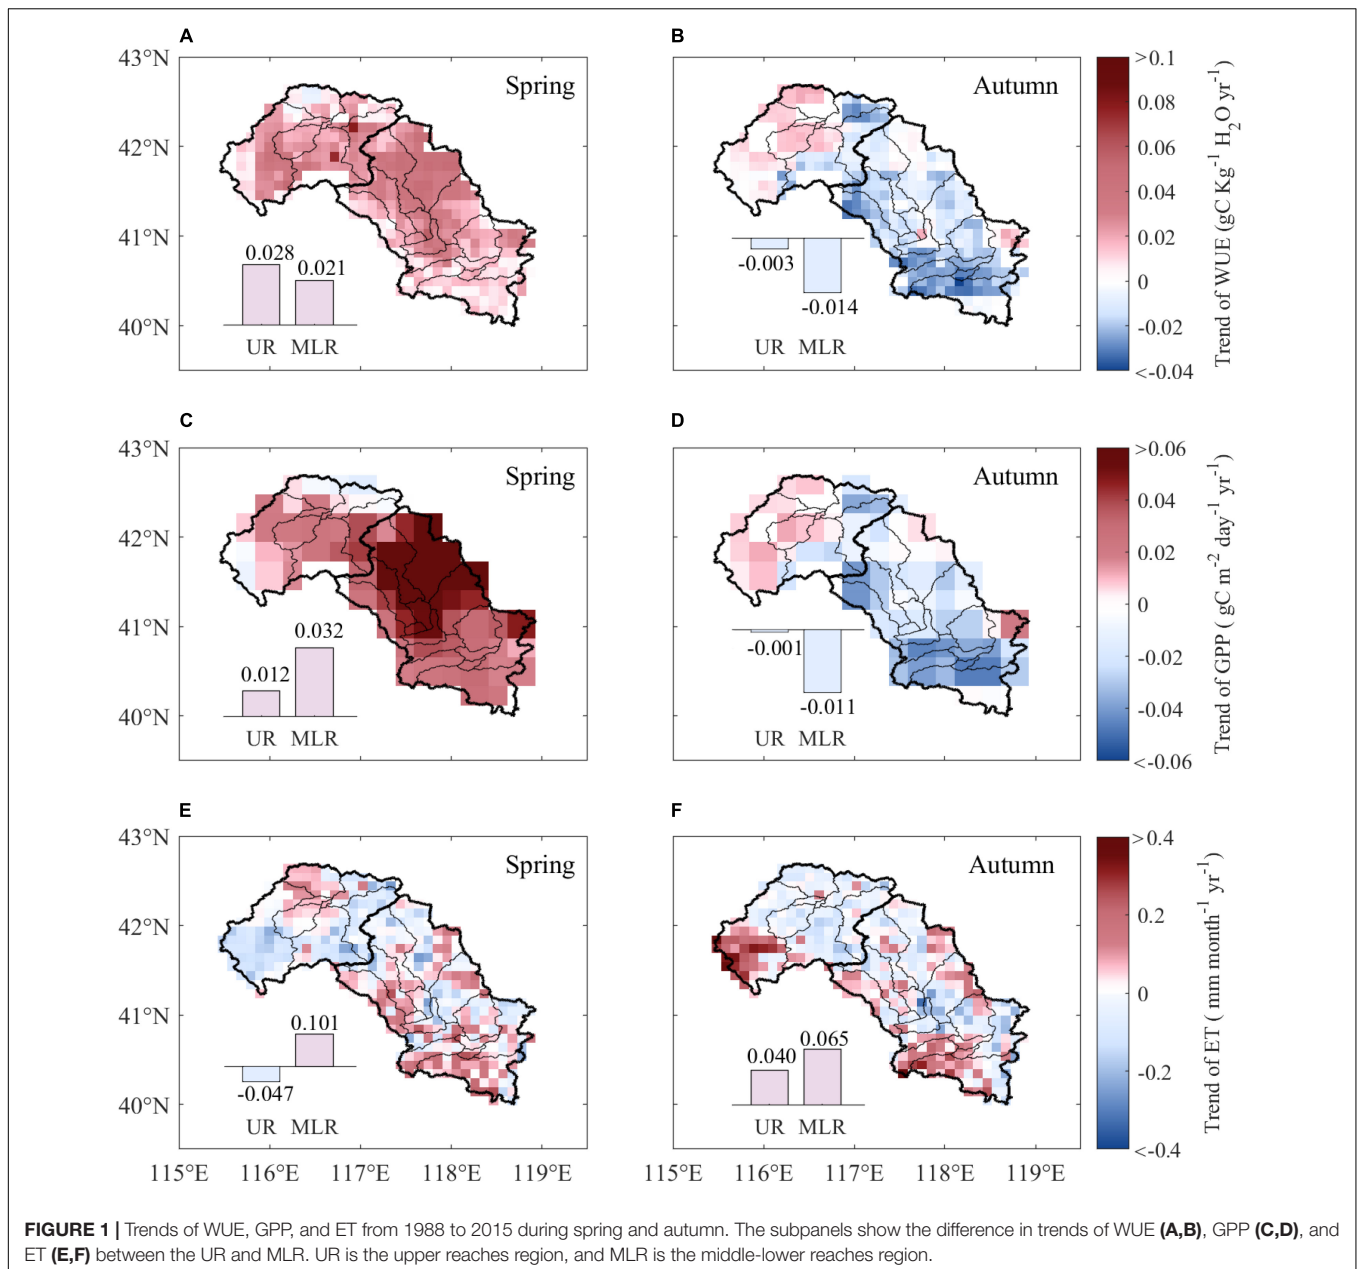 A
B
43°N
42°N
41°N
40°N
Spring
0.028
0.021
UR MLR
Autumn
-0.003
-0.014
UR MLR
>0.1
0.08
0.06
0.04
0.02
0
-0.02
<-0.04
Trend of WUE (gC Kg⁻¹ H₂O yr⁻¹)
C
D
43°N
42°N
41°N
40°N
Spring
0.012
0.032
UR MLR
Autumn
-0.001
-0.011
UR MLR
>0.06
0.04
0.02
0
-0.02
-0.04
<-0.06
Trend of GPP ( gC m⁻² day⁻¹ yr⁻¹)
E
F
43°N
42°N
41°N
40°N
Spring
0.101
-0.047
UR MLR
115°E 116°E 117°E 118°E 119°E
Autumn
0.040
0.065
UR MLR
115°E 116°E 117°E 118°E 119°E
>0.4
0.2
0
-0.2
<-0.4
Trend of ET ( mm month⁻¹ yr⁻¹)
FIGURE 1 | Trends of WUE, GPP, and ET from 1988 to 2015 during spring and autumn. The subpanels show the difference in trends of WUE (A,B), GPP (C,D), and
ET (E,F) between the UR and MLR. UR is the upper reaches region, and MLR is the middle-lower reaches region.